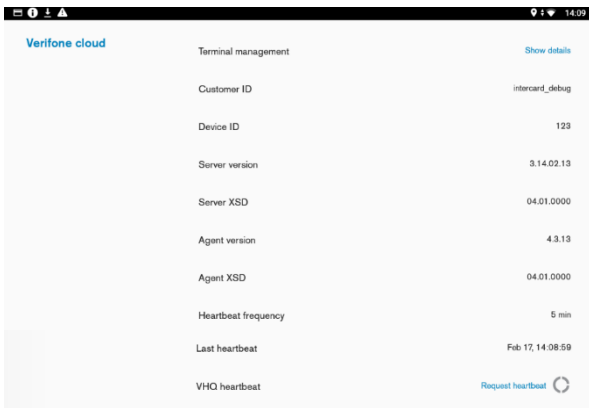 14:09
Verifone cloud
Terminal management Show details
Customer ID intercard_debug
Device ID 123
Server version 3.14.02.13
Server XSD 04.01.0000
Agent version 4.3.13
Agent XSD 04.01.0000
Heartbeat frequency 5 min
Last heartbeat Feb 17, 14:08:59
VHQ heartbeat Request heartbeat